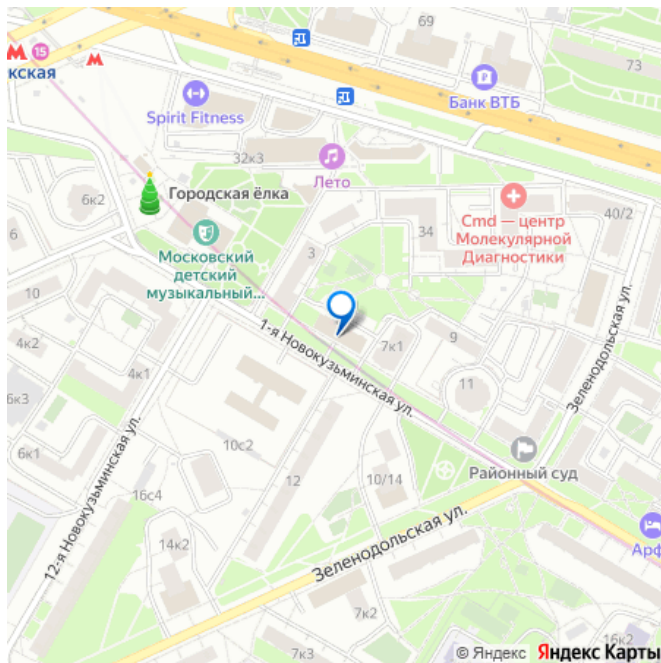 69
73
15
кская
Банк ВТБ
Spirit Fitness
32к3
Лето
6к2
Городская ёлка
Cmd — центр
Молекулярной
Диагностики
40/2
34
6
Московский
детский
музыкальный...
3
10
1-я Новокузьминская ул.
7к1
9
Зеленодольская ул.
4к2
4к1
11
6к3
12-я Новокузьминская ул.
10с2
6к1
12
10/14
Районный суд
16с4
Зеленодольская ул.
Арф
14к2
7к2
16к2
© Яндекс Яндекс Карты